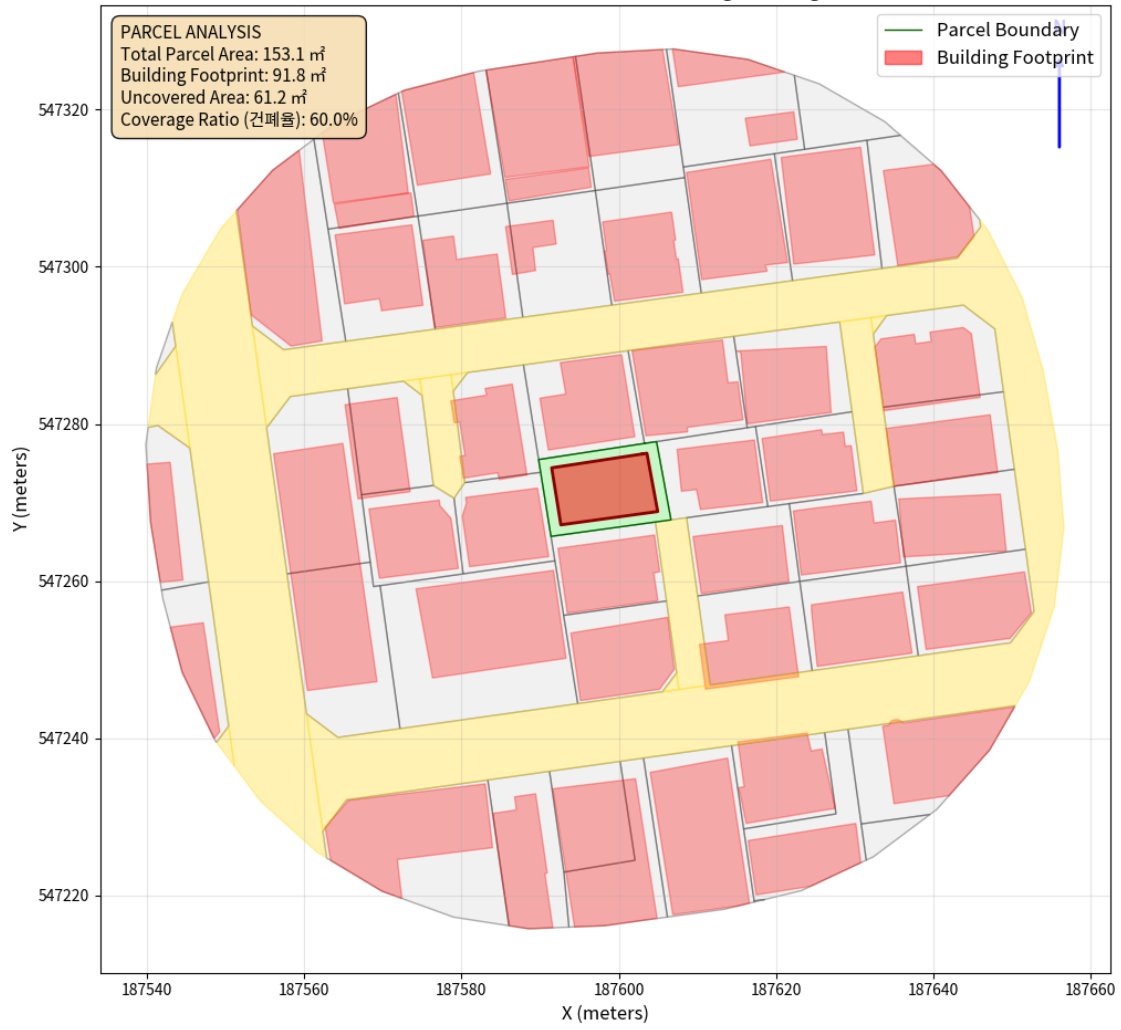 PARCEL ANALYSIS
Total Parcel Area: 153.1 ㎡
Building Footprint: 91.8 ㎡
Uncovered Area: 61.2 ㎡
Coverage Ratio (건폐율): 60.0%
Parcel Boundary
Building Footprint
N
547320
547300
547280
547260
547240
547220
Y (meters)
187540
187560
187580
187600
187620
187640
187660
X (meters)